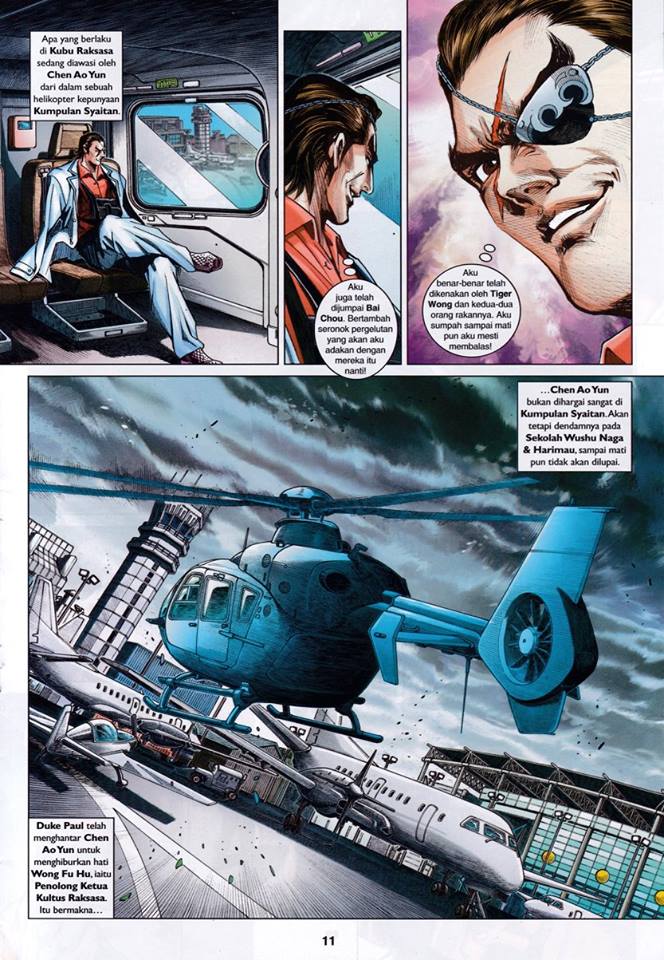 Apa yang berlaku
di Kubu Raksasa
sedang diawasi oleh
Chen Ao Yun
dari dalam sebuah
helikopter kepunyaan
Kumpulan Syaitan.
Aku
juga telah
dijumpai Bai
Chou. Bertambah
seronok pergelutan
yang akan aku
adakan dengan
mereka itu
nanti!
Aku
benar-benar telah
dikenakan oleh Tiger
Wong dan kedua-dua
orang rakannya. Aku
sumpah sampai mati
pun aku mesti
membalas!
...Chen Ao Yun
bukan dihargai sangat di
Kumpulan Syaitan. Akan
tetapi dendamnya pada
Sekolah Wushu Naga
& Harimau, sampai mati
pun tidak akan dilupai.
Duke Paul telah
menghantar Chen
Ao Yun untuk
menghiburkan hati
Wong Fu Hu, iaitu
Penolong Ketua
Kultus Raksasa.
Itu bermakna...
11